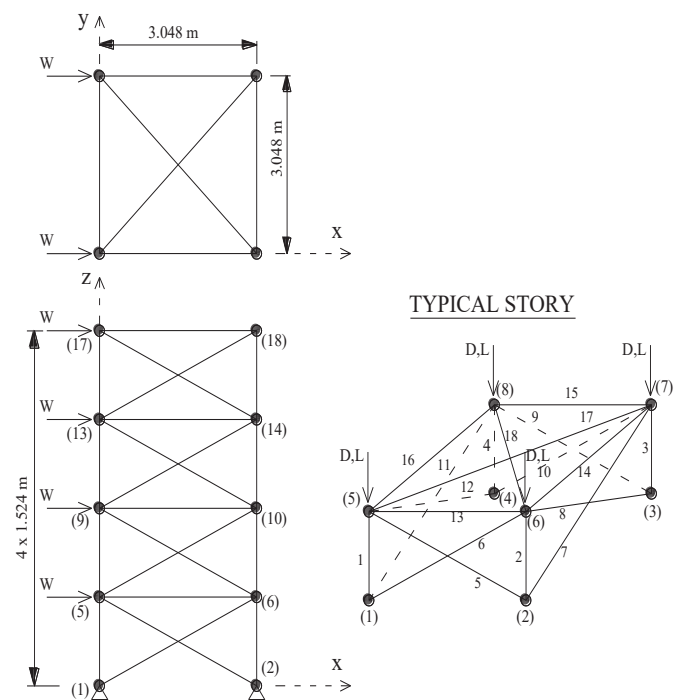 y
3.048 m
W
3.048 m
W
x
z
W
(17)
(18)
W
(13)
(14)
4 x 1.524 m
W
(9)
(10)
W
(5)
(6)
(1)
(2)
x
TYPICAL STORY
D,L
D,L
(8)
15
(7)
9
17
16
11
4
18
D,L
3
D,L
10
14
12
(4)
(5)
13
(6)
8
(3)
1
6
2
7
5
(1)
(2)